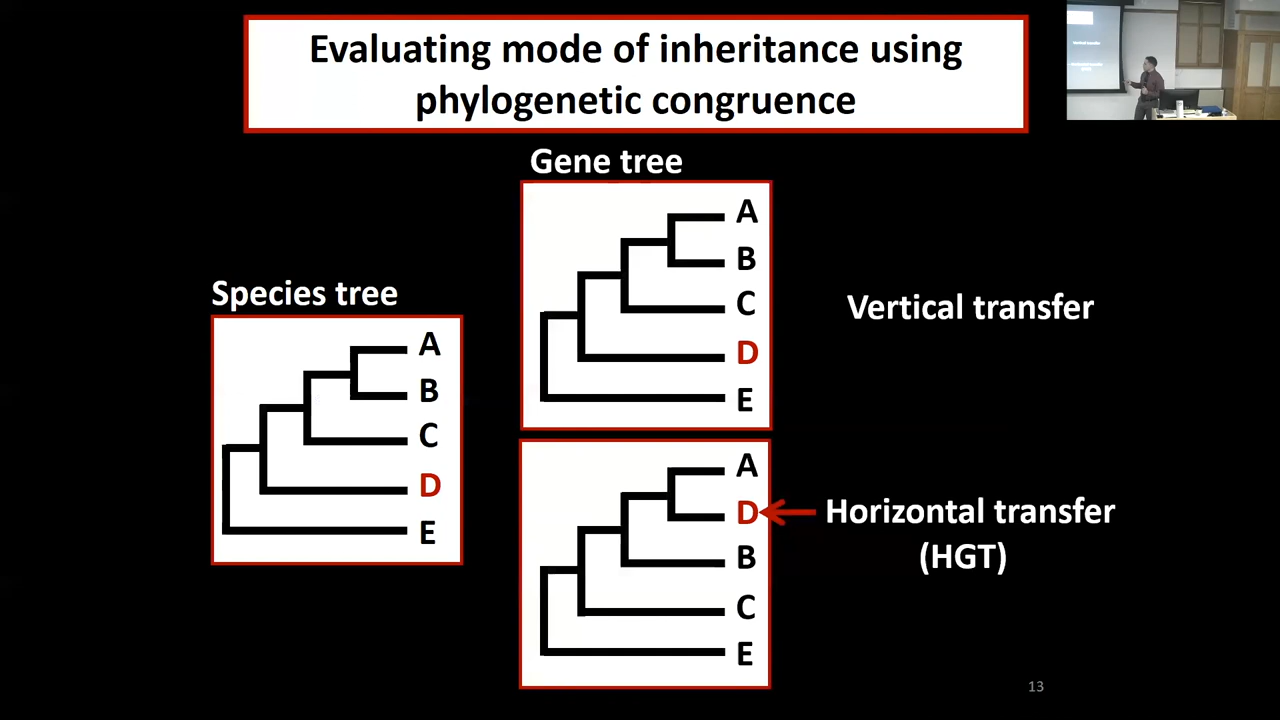 Evaluating mode of inheritance using
phylogenetic congruence
Gene tree
A
B
C
D
E
Vertical transfer
Species tree
A
B
C
D
E
A
D
B
C
E
Horizontal transfer
(HGT)
13